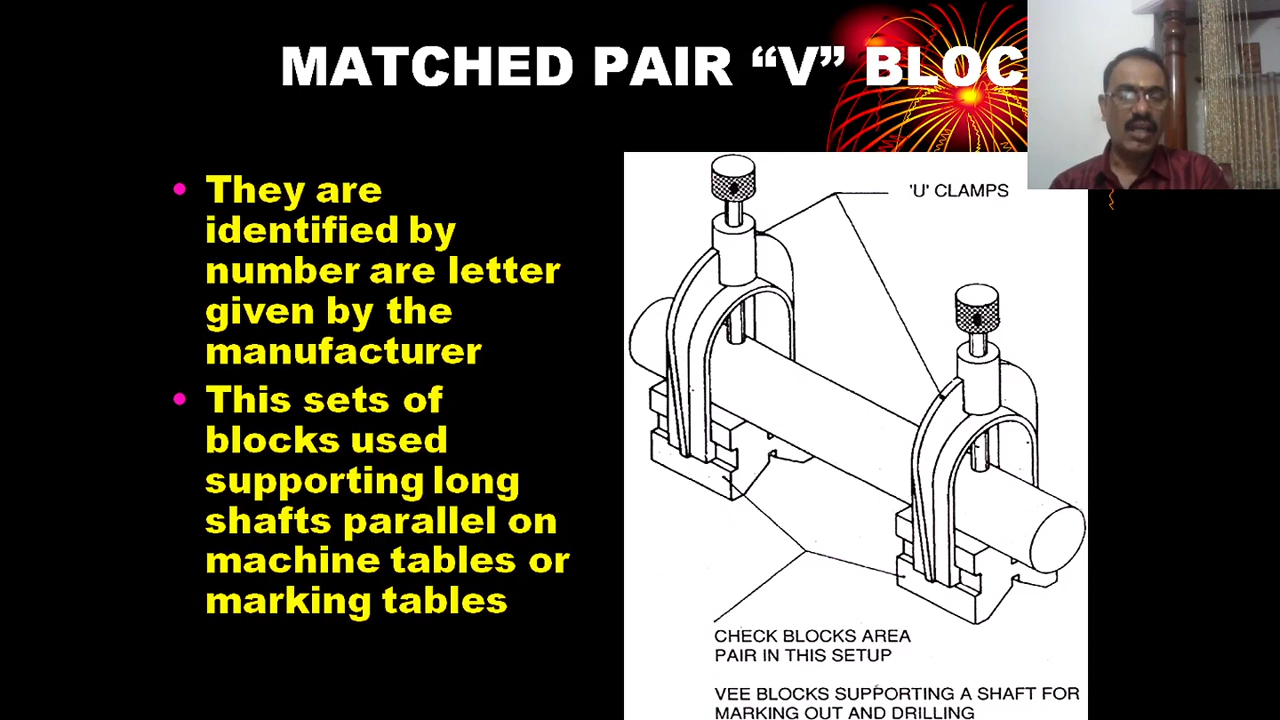 MATCHED PAIR “V” BLOC
They are
identified by
number are letter
given by the
manufacturer
This sets of
blocks used
supporting long
shafts parallel on
machine tables or
marking tables
'U' CLAMPS
CHECK BLOCKS AREA
PAIR IN THIS SETUP
VEE BLOCKS SUPPORTING A SHAFT FOR
MARKING OUT AND DRILLING